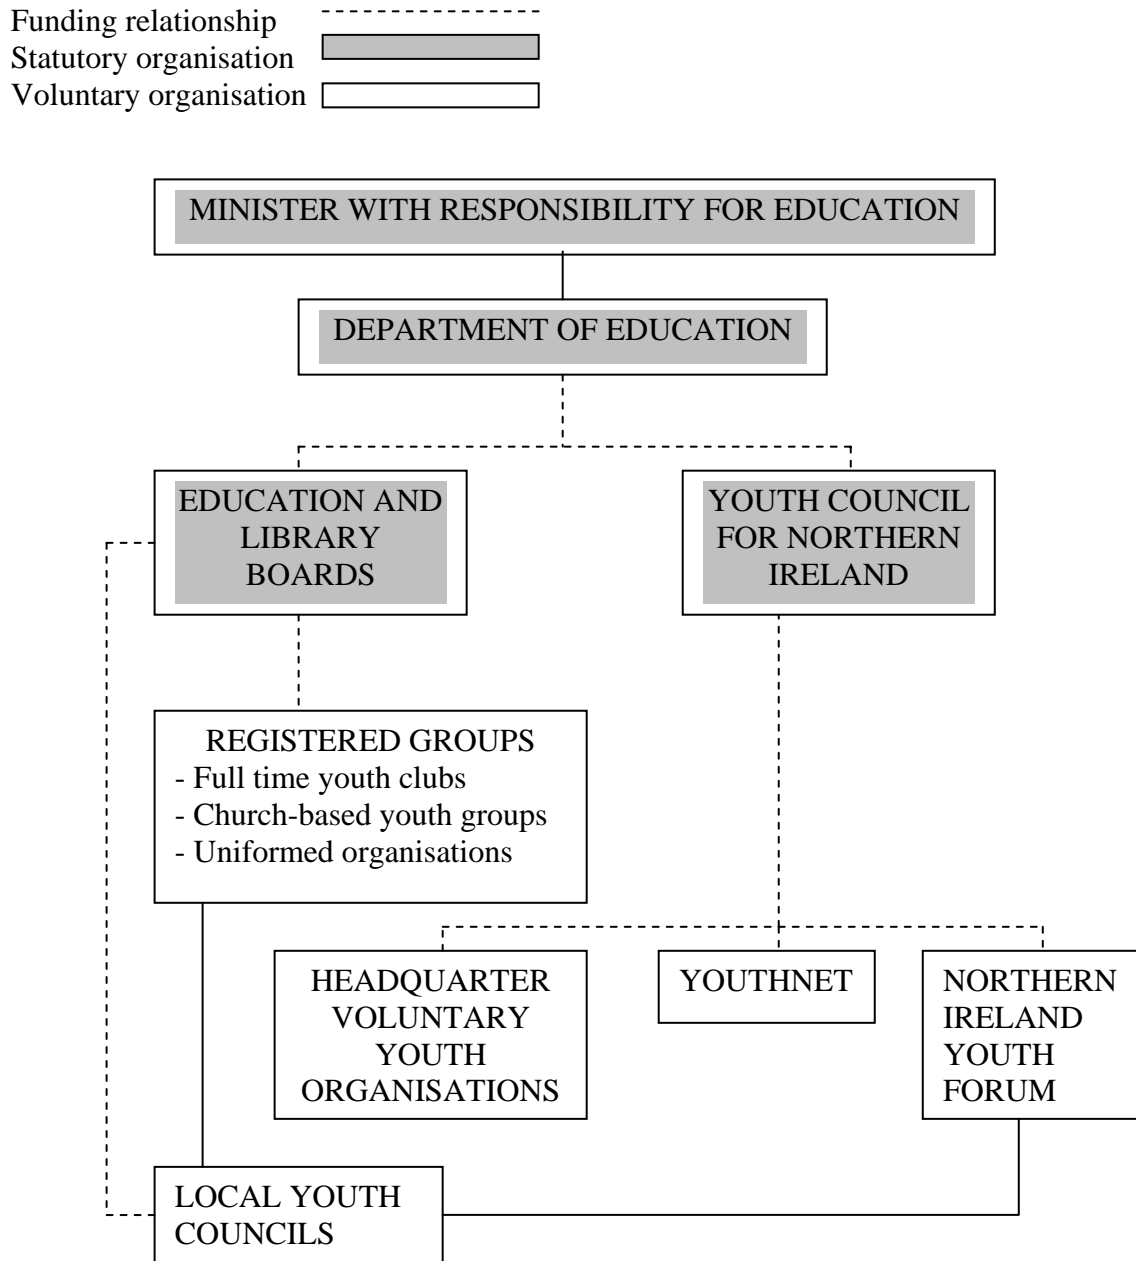 Funding relationship
Statutory organisation
Voluntary organisation
MINISTER WITH RESPONSIBILITY FOR EDUCATION
DEPARTMENT OF EDUCATION
EDUCATION AND
LIBRARY
BOARDS
YOUTH COUNCIL
FOR NORTHERN
IRELAND
REGISTERED GROUPS
- Full time youth clubs
- Church-based youth groups
- Uniformed organisations
HEADQUARTER
VOLUNTARY
YOUTH
ORGANISATIONS
YOUTHNET
NORTHERN
IRELAND
YOUTH
FORUM
LOCAL YOUTH
COUNCILS